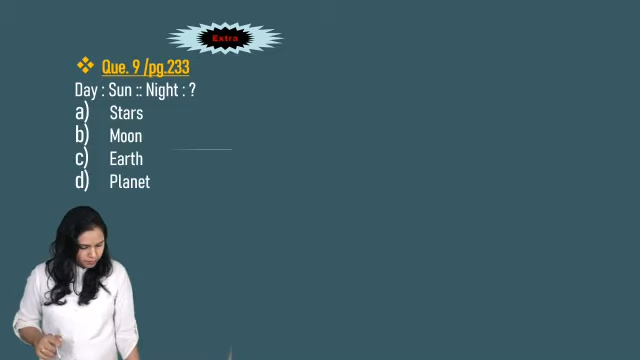 Extra
Que. 9 /pg.233
Day : Sun :: Night : ?
a) Stars
b) Moon
c) Earth
d) Planet